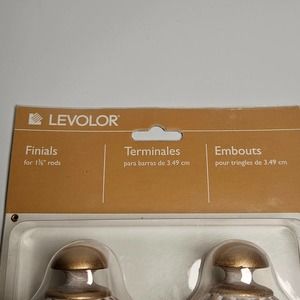 LEVOLOR
Finials
for 1⅜" rods
Terminales
para barras de 3.49 cm
Embouts
pour tringles de 3.49 cm